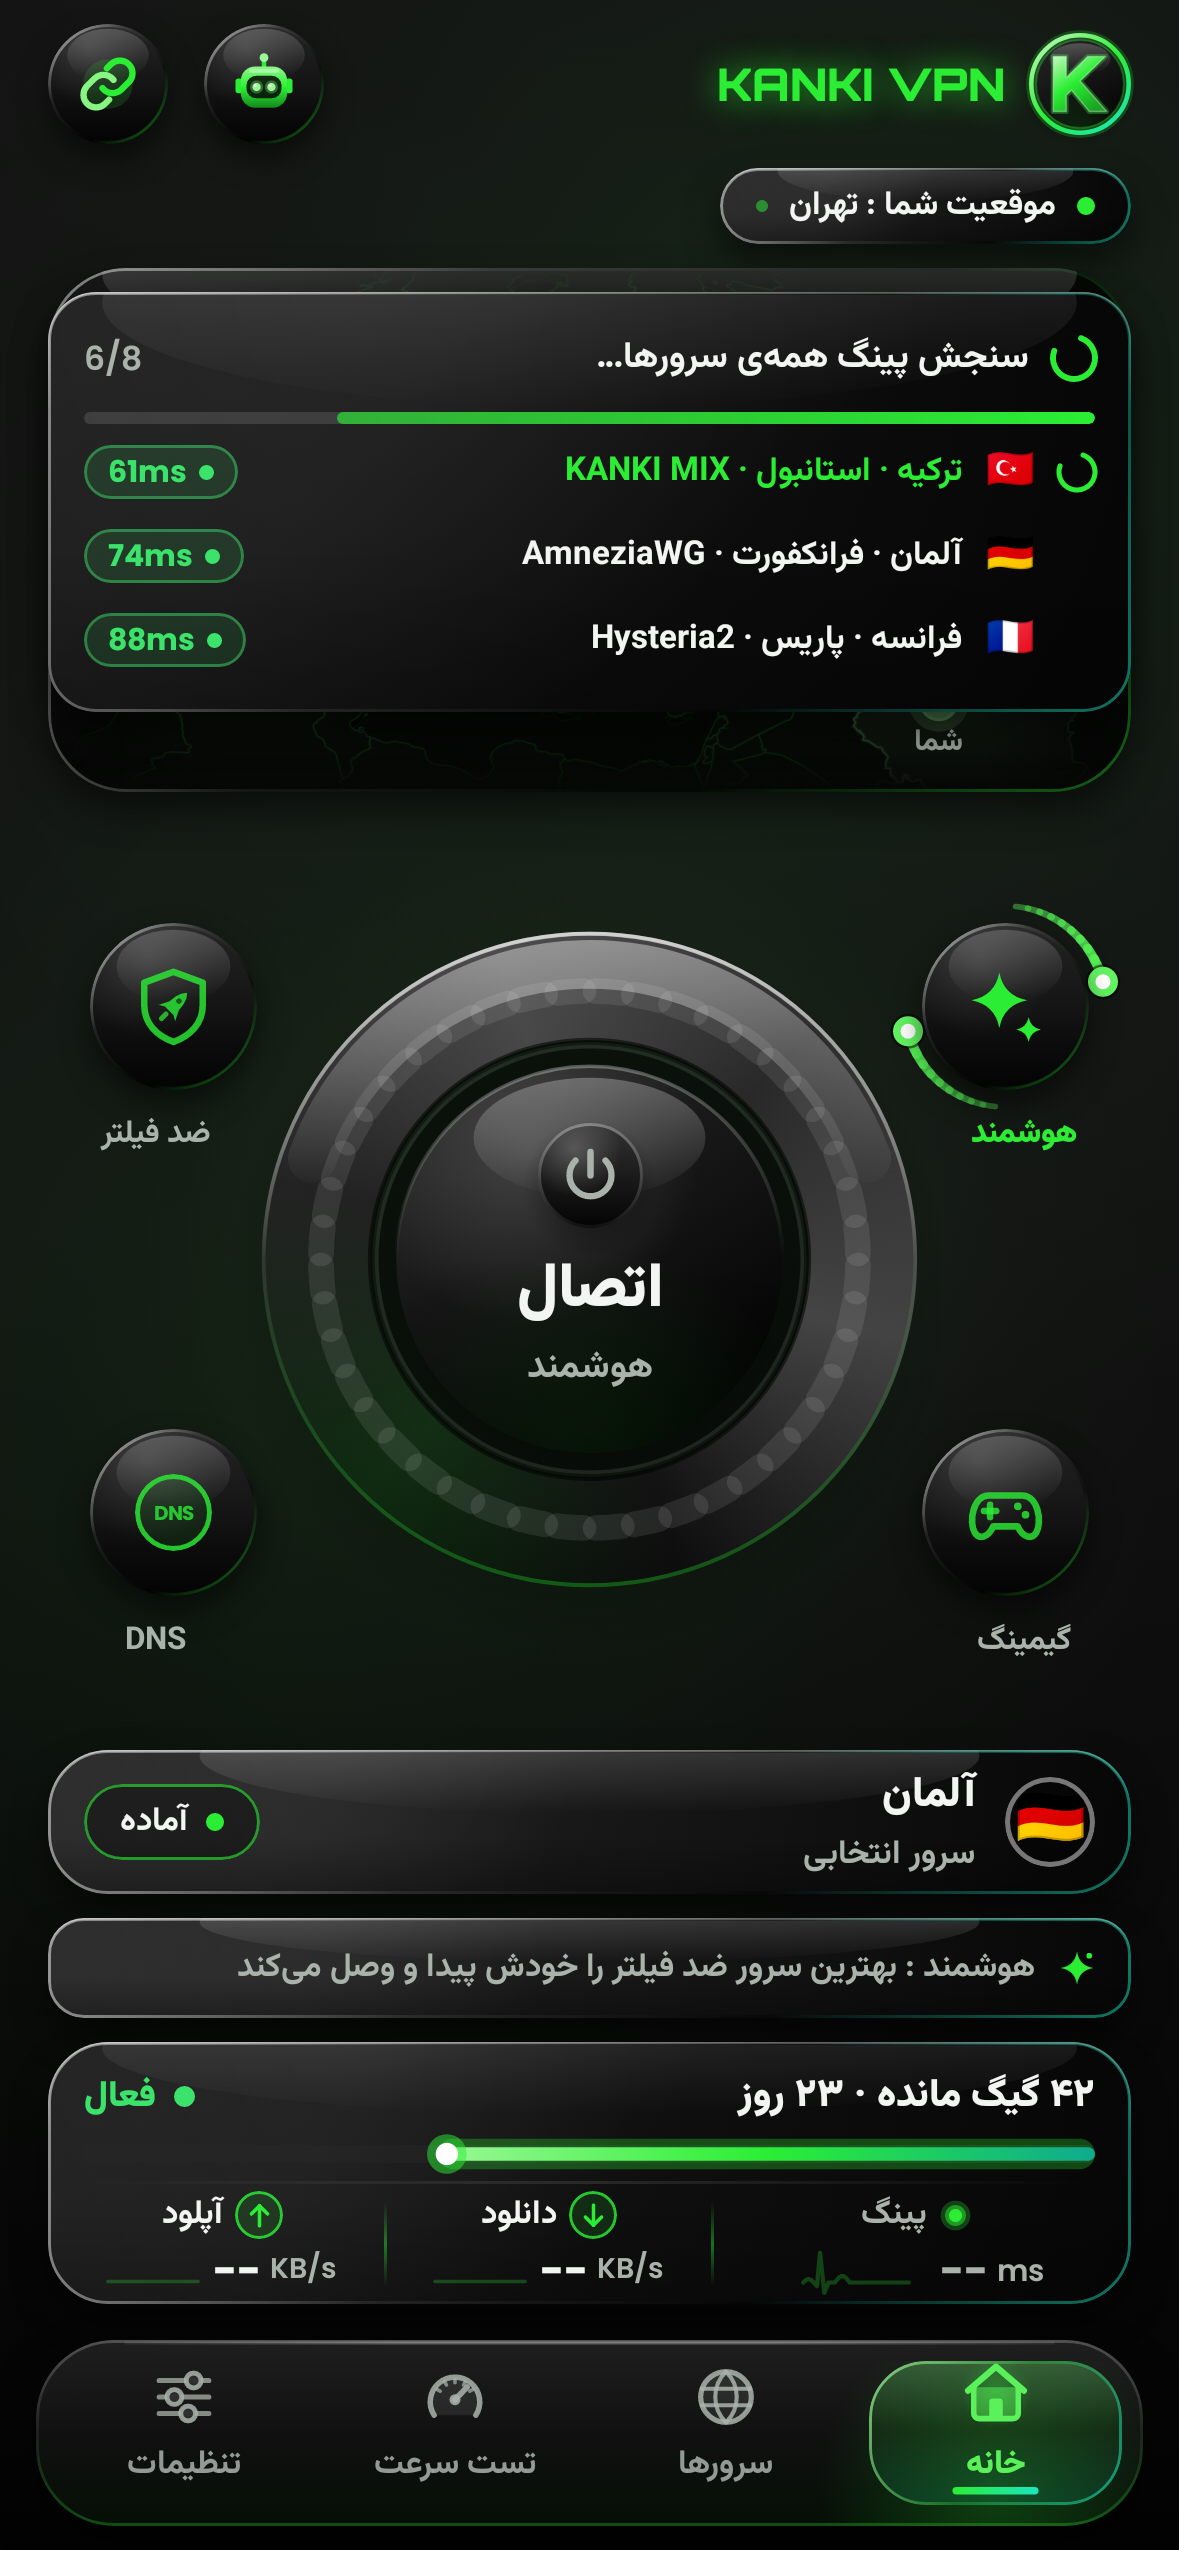 KANKI VPN
K
موقعیت شما : تهران
سنجش پینگ همه‌ی سرورها...
6/8
ترکیه · استانبول · KANKI MIX
61ms
آلمان · فرانکفورت · AmneziaWG
74ms
فرانسه · پاریس · Hysteria2
88ms
شما
هوشمند
ضد فیلتر
اتصال
هوشمند
گیمینگ
DNS
DNS
آلمان
سرور انتخابی
آماده
هوشمند : بهترین سرور ضد فیلتر را خودش پیدا و وصل می‌کند
۴۲ گیگ مانده · ۲۳ روز
فعال
پینگ
-- ms
دانلود
-- KB/s
آپلود
-- KB/s
خانه
سرورها
تست سرعت
تنظیمات